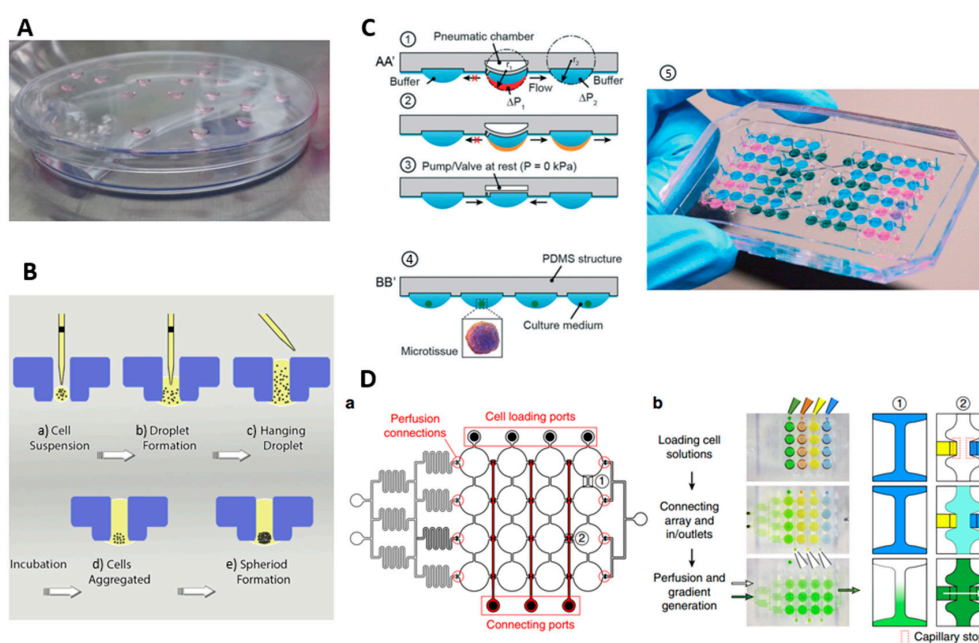 A
B
a) Cell
Suspension
b) Droplet
Formation
c) Hanging
Droplet
Incubation
d) Cells
Aggregated
e) Spheriod
Formation
C
1
AA'
Pneumatic chamber
r₁
r₂
Buffer
Flow
Buffer
ΔP₁
ΔP₂
2
3
Pump/Valve at rest (P = 0 kPa)
4
BB'
PDMS structure
Culture medium
Microtissue
5
D
a
Perfusion
connections
Cell loading ports
1
2
Connecting ports
b
Loading cell
solutions
Connecting
array and
in/outlets
Perfusion and
gradient
generation
1
2
Capillary sto